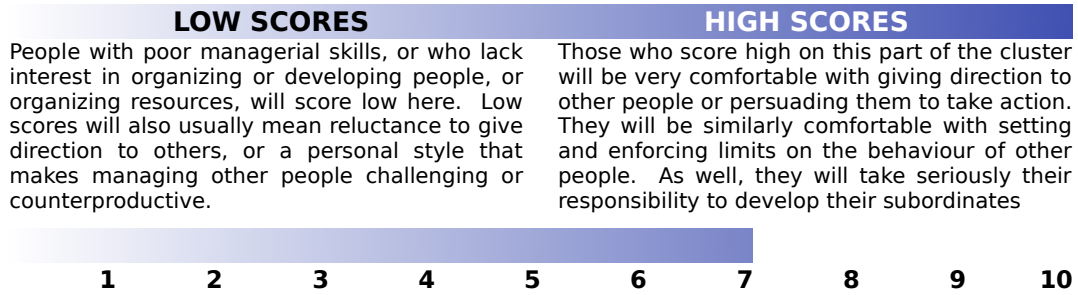 LOW SCORES
People with poor managerial skills, or who lack
interest in organizing or developing people, or
organizing resources, will score low here. Low
scores will also usually mean reluctance to give
direction to others, or a personal style that
makes managing other people challenging or
counterproductive.
HIGH SCORES
Those who score high on this part of the cluster
will be very comfortable with giving direction to
other people or persuading them to take action.
They will be similarly comfortable with setting
and enforcing limits on the behaviour of other
people. As well, they will take seriously their
responsibility to develop their subordinates
1 2 3 4 5 6 7 8 9 10